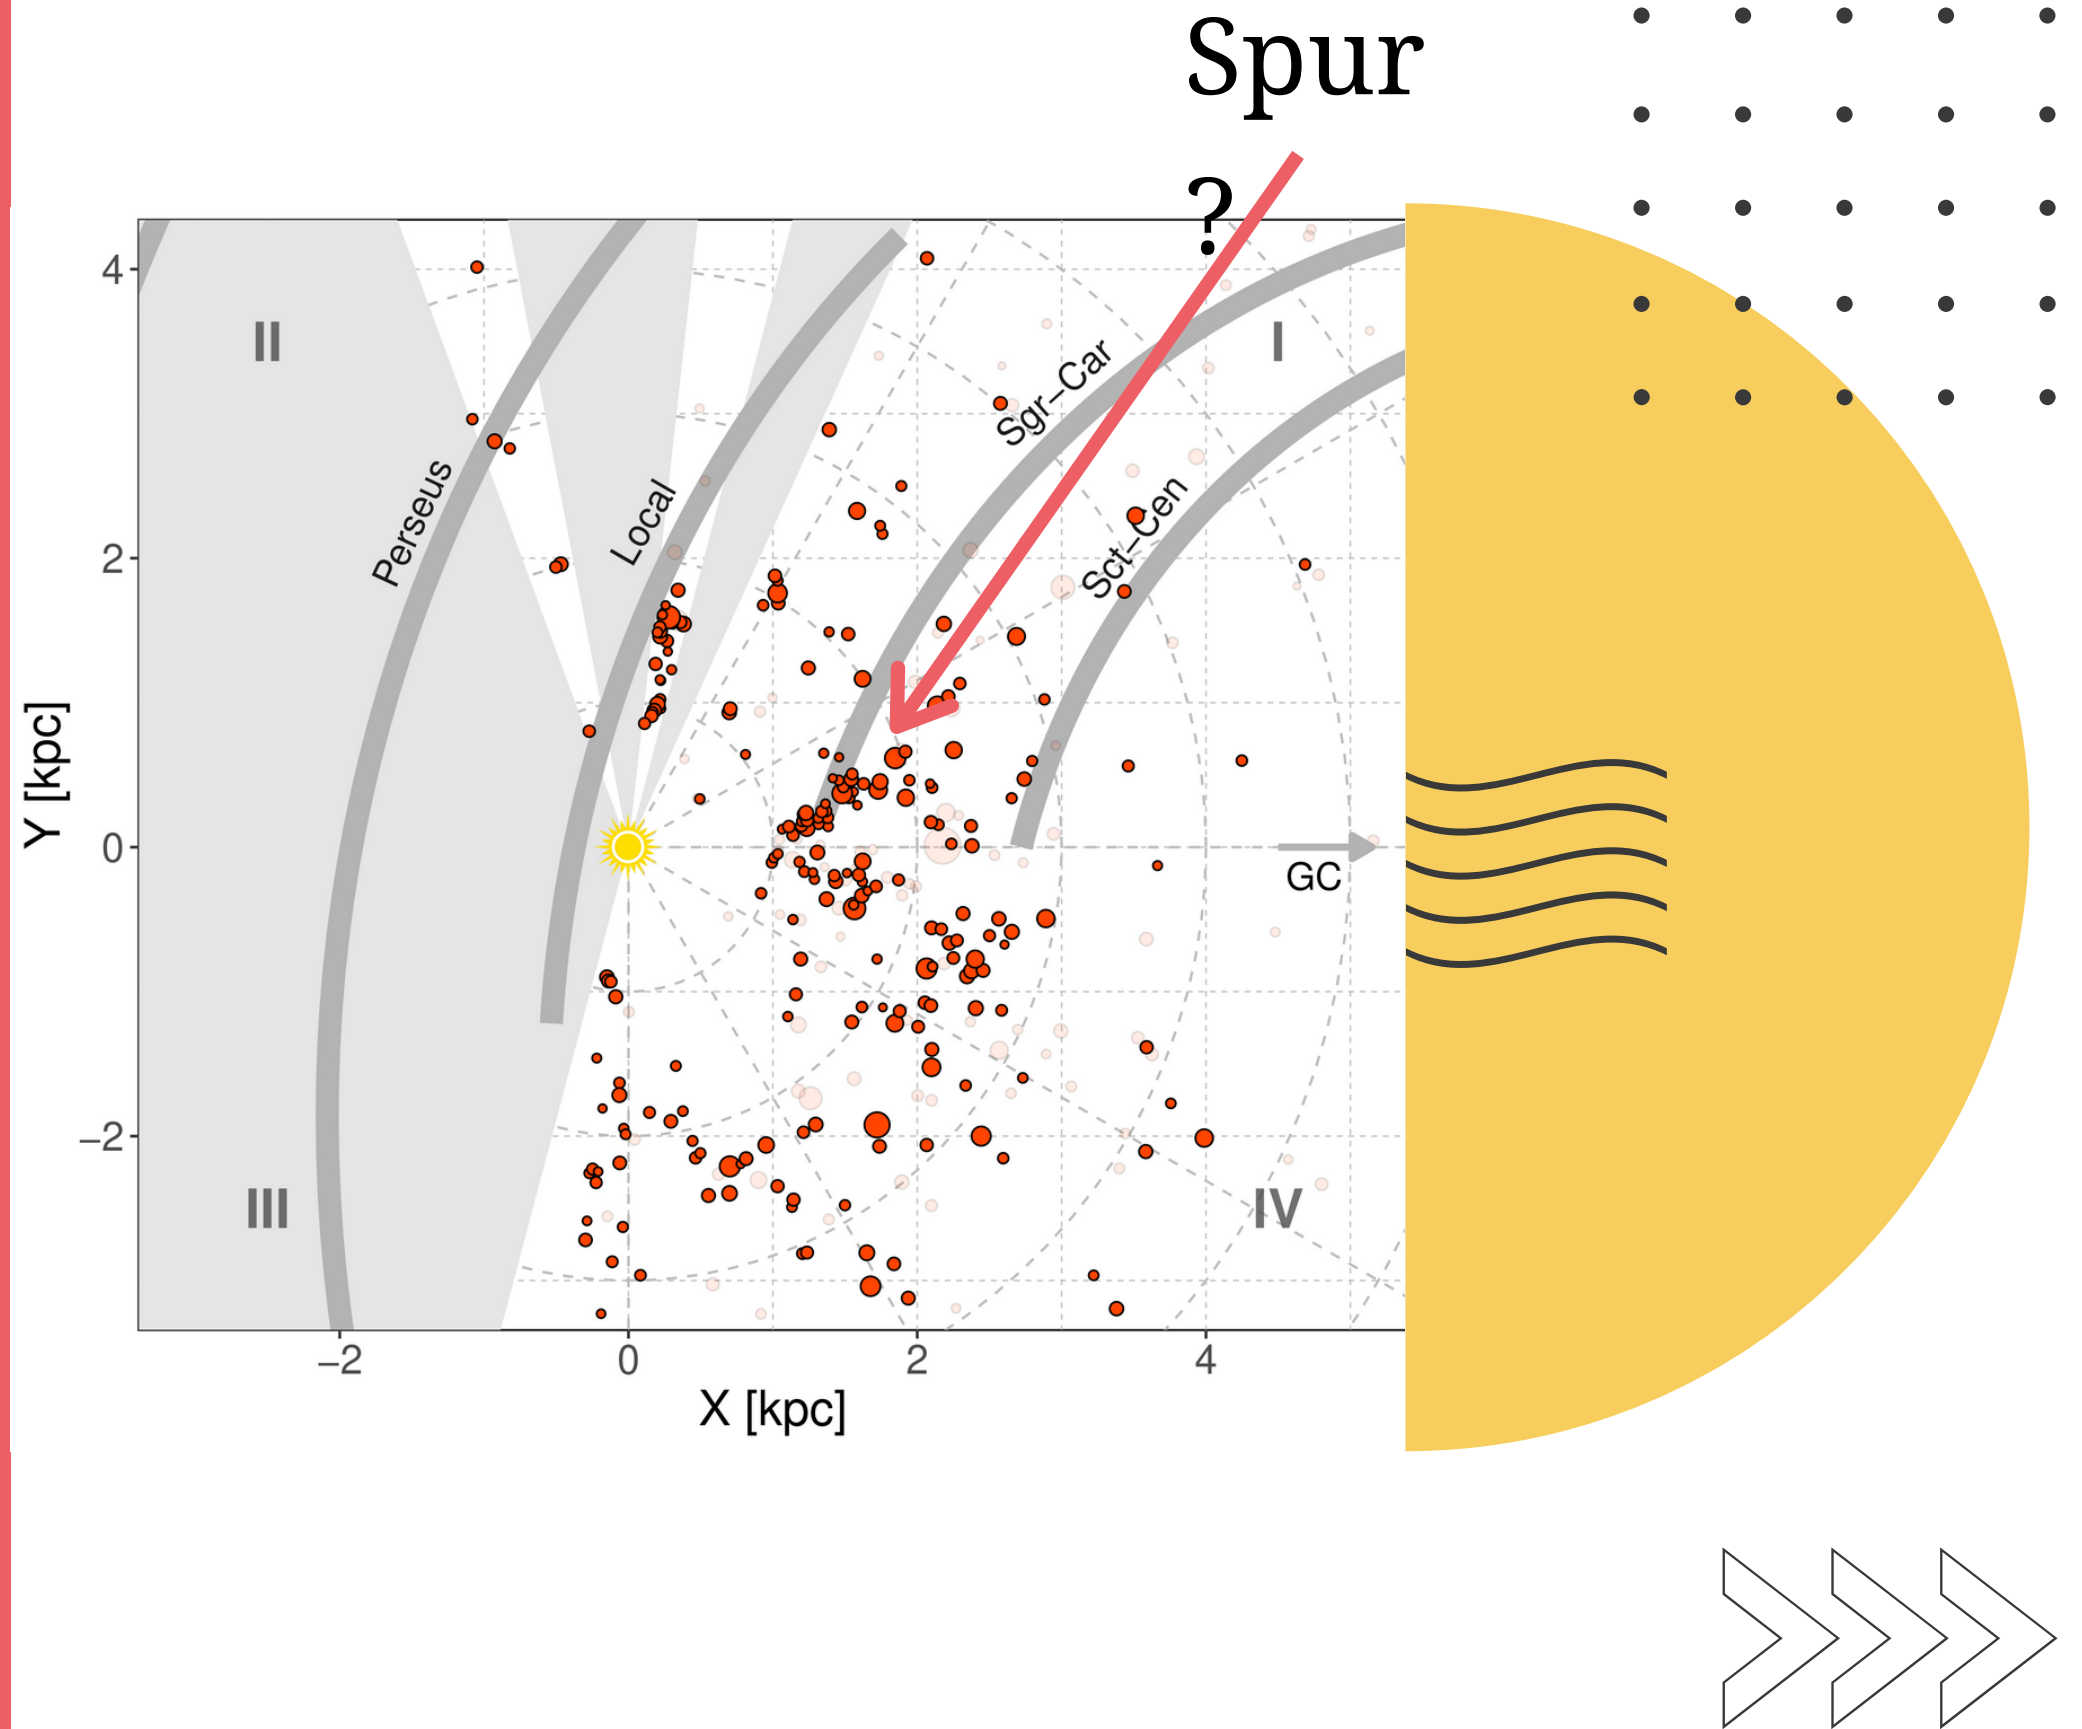 Spur
?
4
II
I
Sgr–Car
Perseus
Local
Sct–Cen
2
Y [kpc]
0
GC
−2
III
IV
−2
0
2
4
X [kpc]